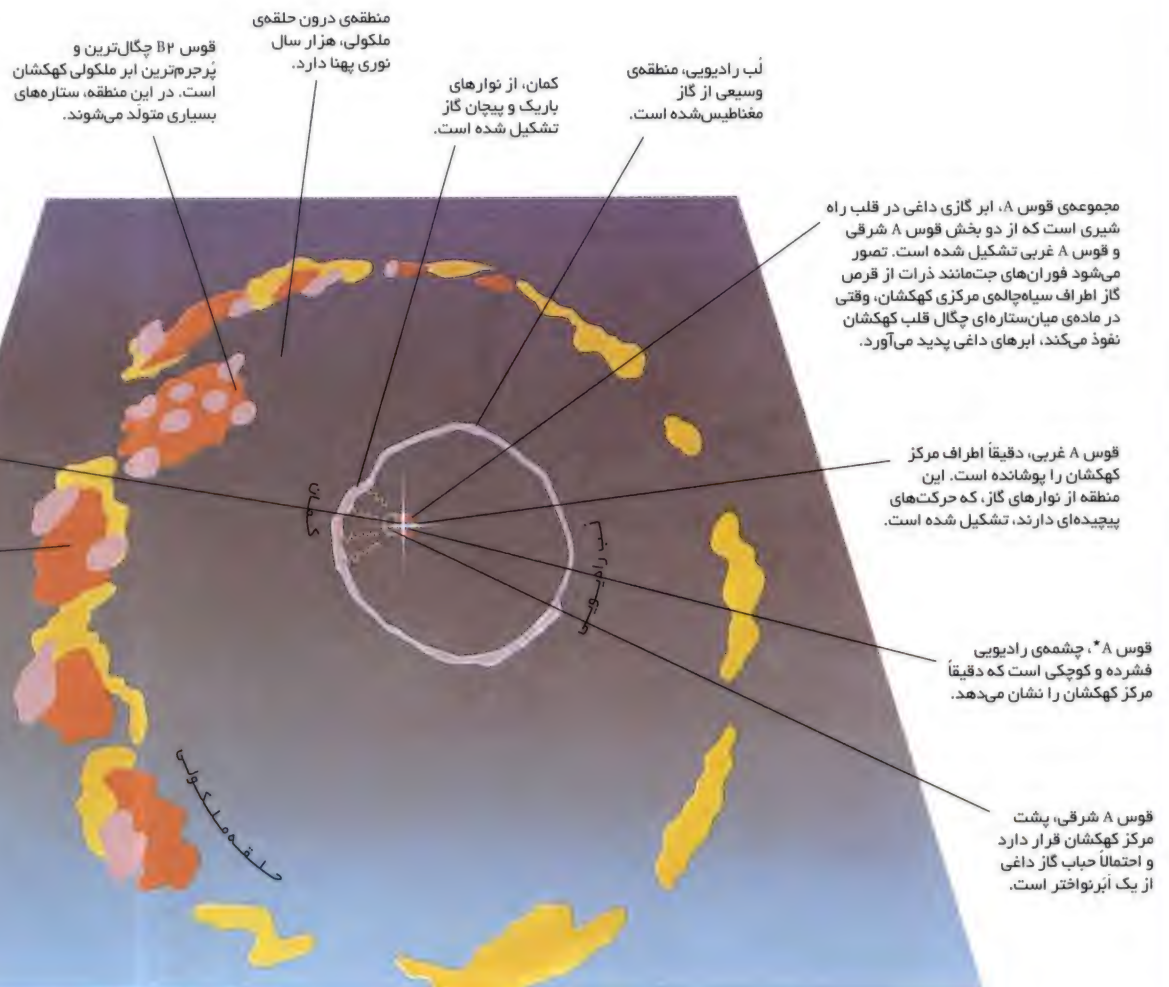 منطقه‌ی درون حلقه‌ی
ملکولی، هزار سال
نوری پهنا دارد.
قوس B۲ چگال‌ترین و
پُرجرم‌ترین ابر ملکولی کهکشان
است. در این منطقه، ستاره‌های
بسیاری متولّد می‌شوند.
کمان، از نوارهای
باریک و پیچان گاز
تشکیل شده است.
لُب رادیویی، منطقه‌ی
وسیعی از گاز
مغناطیس‌شده است.
مجموعه‌ی قوس A، ابر گازی داغی در قلب راه
شیری است که از دو بخش قوس A شرقی
و قوس A غربی تشکیل شده است. تصور
می‌شود فوران‌های جت‌مانند ذرات از قرص
گاز اطراف سیاه‌چاله‌ی مرکزی کهکشان، وقتی
در ماده‌ی میان‌ستاره‌ای چگال قلب کهکشان
نفوذ می‌کند، ابرهای داغی پدید می‌آورد.
قوس A غربی، دقیقاً اطراف مرکز
کهکشان را پوشانده است. این
منطقه از نوارهای گاز، که حرکت‌های
پیچیده‌ای دارند، تشکیل شده است.
کمان
لب رادیویی
قوس A*، چشمه‌ی رادیویی
فشرده و کوچکی است که دقیقاً
مرکز کهکشان را نشان می‌دهد.
حلقه ملکولی
قوس A شرقی، پشت
مرکز کهکشان قرار دارد
و احتمالاً حباب گاز داغی
از یک اَبَرنواختر است.